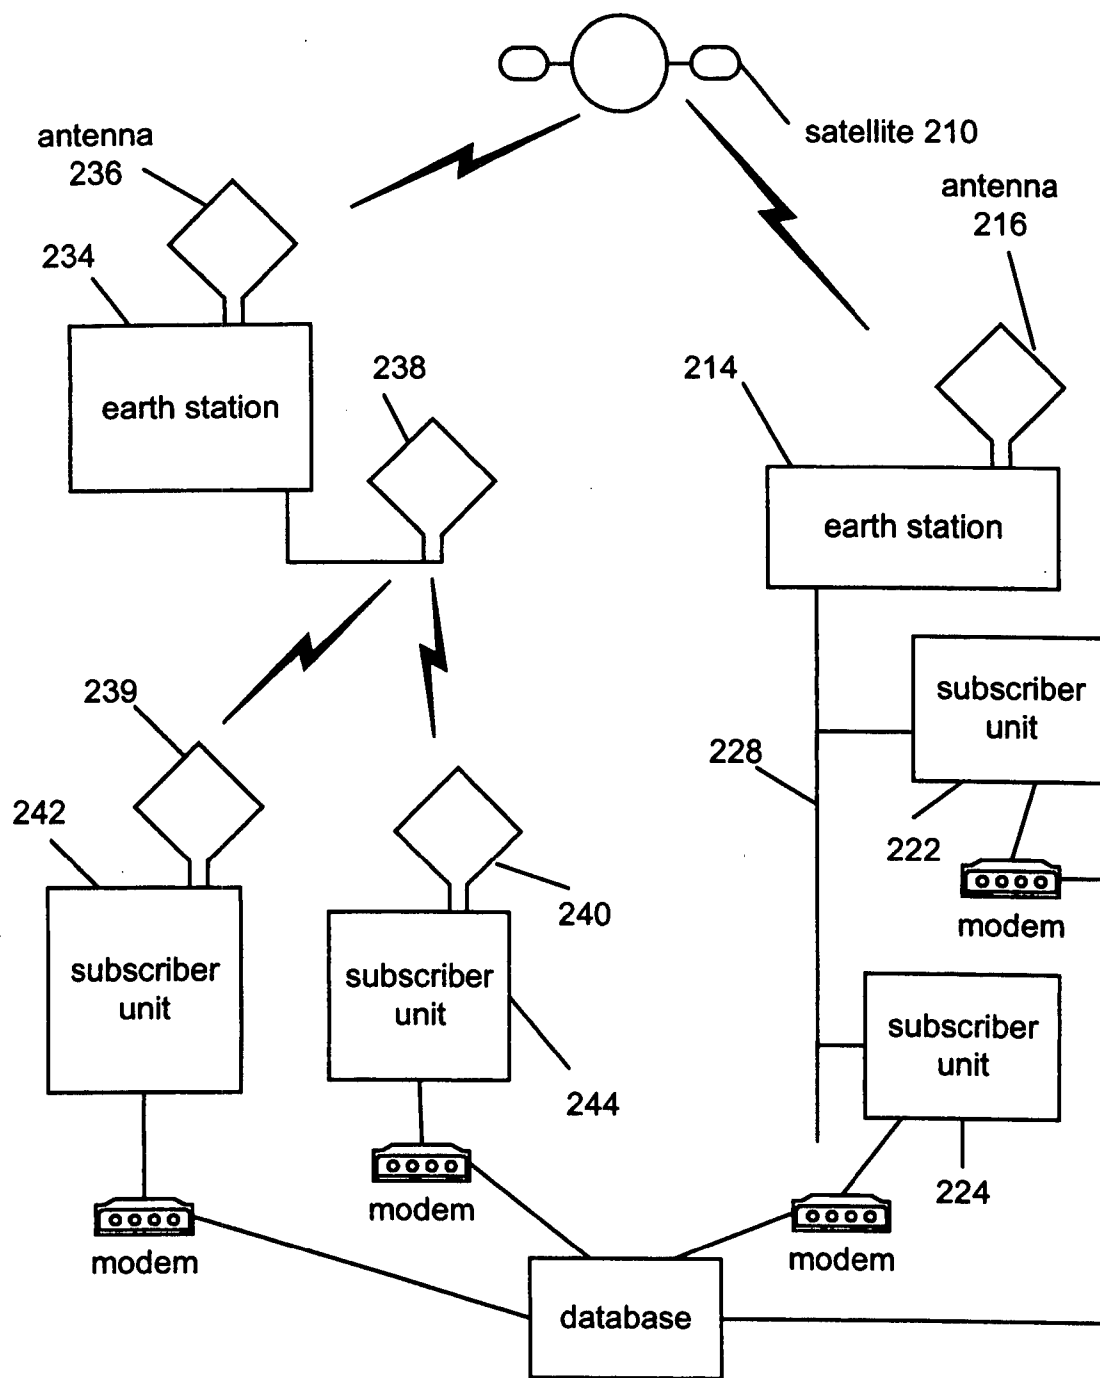 satellite 210
antenna
236
antenna
216
234
earth station
238
214
earth station
239
subscriber
unit
228
242
222
240
modem
subscriber
unit
subscriber
unit
subscriber
unit
244
224
modem
modem
modem
database